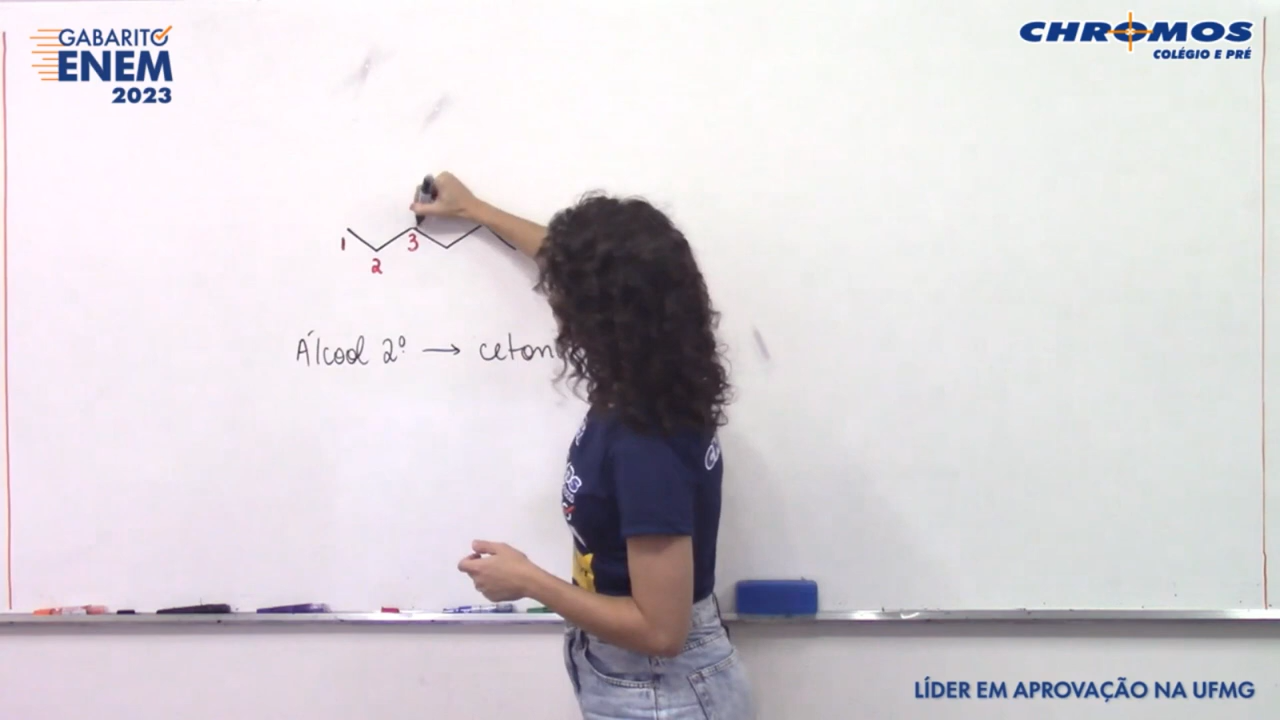 GABARITO
ENEM
2023
CHROMOS
COLÉGIO E PRÉ
1
2
3
Álcool 2º → ceton
LÍDER EM APROVAÇÃO NA UFMG